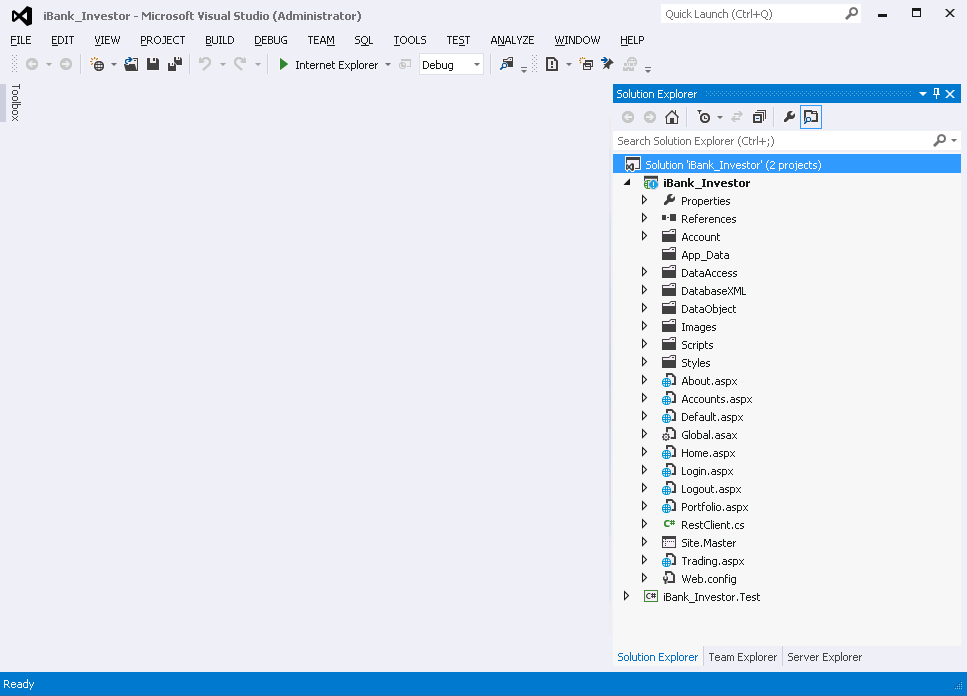 iBank_Investor - Microsoft Visual Studio (Administrator)
Quick Launch (Ctrl+Q)
FILE EDIT VIEW PROJECT BUILD DEBUG TEAM SQL TOOLS TEST ANALYZE WINDOW HELP
Internet Explorer Debug
Toolbox
Solution Explorer
Search Solution Explorer (Ctrl+;)
Solution 'iBank_Investor' (2 projects)
iBank_Investor
Properties
References
Account
App_Data
DataAccess
DatabaseXML
DataObject
Images
Scripts
Styles
About.aspx
Accounts.aspx
Default.aspx
Global.asax
Home.aspx
Login.aspx
Logout.aspx
Portfolio.aspx
C# RestClient.cs
Site.Master
Trading.aspx
Web.config
C# iBank_Investor.Test
Solution Explorer Team Explorer Server Explorer
Ready